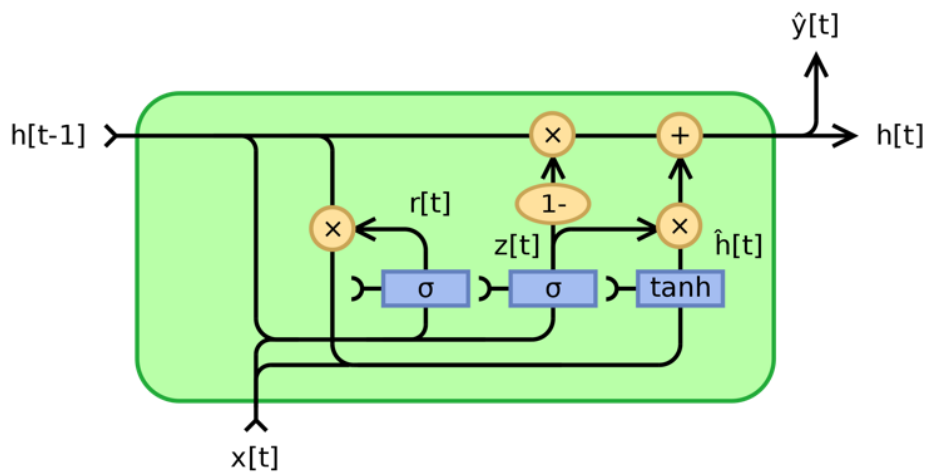 ŷ[t]
h[t-1]
×
+
h[t]
r[t]
1-
×
z[t]
×
ĥ[t]
σ
σ
tanh
x[t]